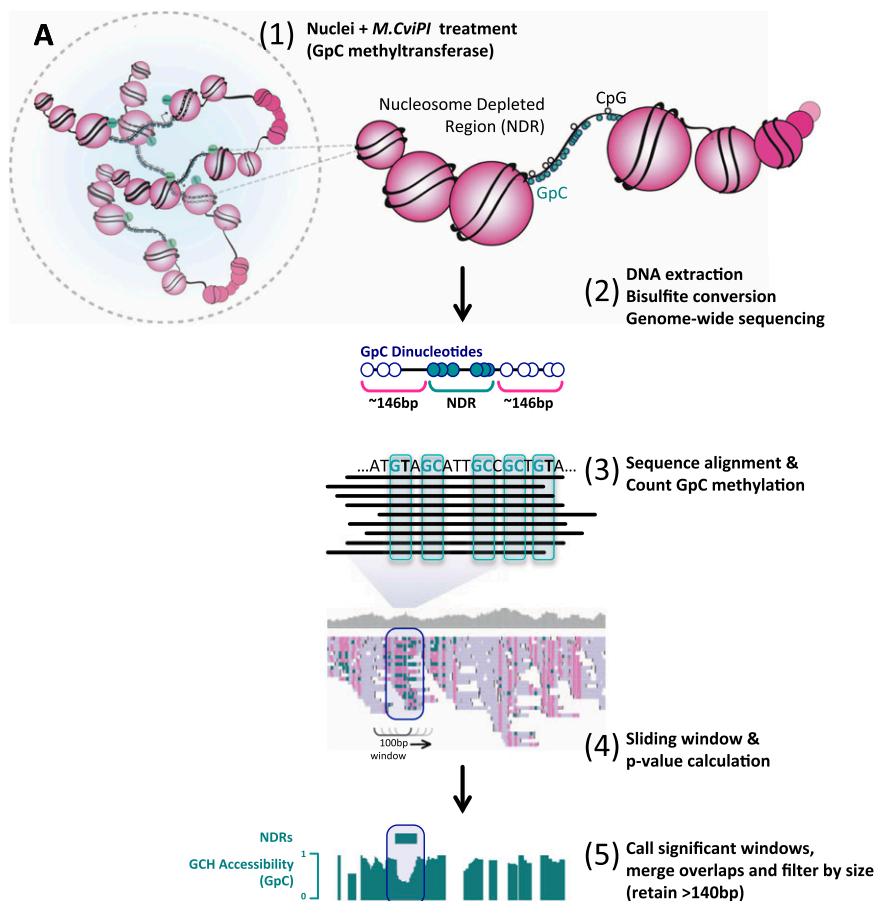 A
(1) Nuclei + M.CviPI treatment
(GpC methyltransferase)
Nucleosome Depleted
Region (NDR)
CpG
GpC
(2) DNA extraction
Bisulfite conversion
Genome-wide sequencing
GpC Dinucleotides
~146bp NDR ~146bp
...ATGTAGCATTGCCGCTGTA...
(3) Sequence alignment &
Count GpC methylation
100bp
window
(4) Sliding window &
p-value calculation
NDRs
GCH Accessibility
(GpC)
1
0
(5) Call significant windows,
merge overlaps and filter by size
(retain >140bp)